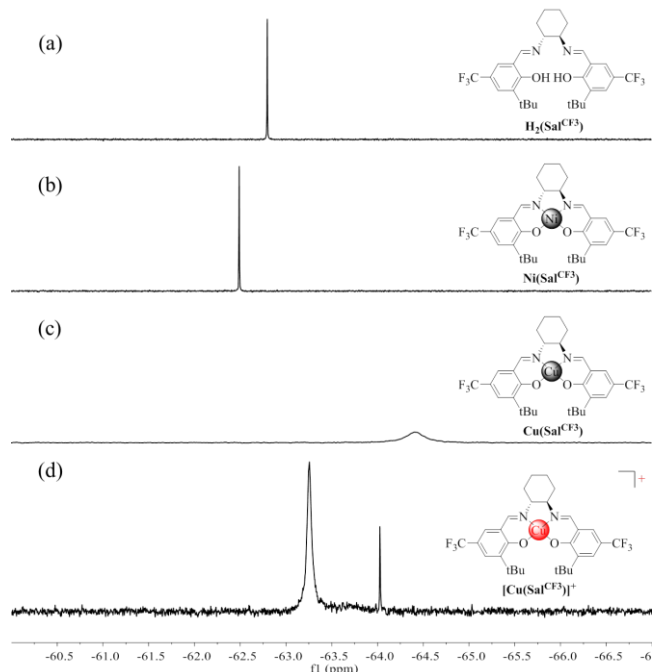 (a)
N N
F₃C OH HO CF₃
tBu tBu
H₂(Salᶜᶠ³)
(b)
N N
Ni
F₃C O O CF₃
tBu tBu
Ni(Salᶜᶠ³)
(c)
N N
Cu
F₃C O O CF₃
tBu tBu
Cu(Salᶜᶠ³)
(d)
+
N N
Cu
F₃C O O CF₃
tBu tBu
[Cu(Salᶜᶠ³)]⁺
-60.5 -61.0 -61.5 -62.0 -62.5 -63.0 -63.5 -64.0 -64.5 -65.0 -65.5 -66.0 -66.5
f1 (ppm)